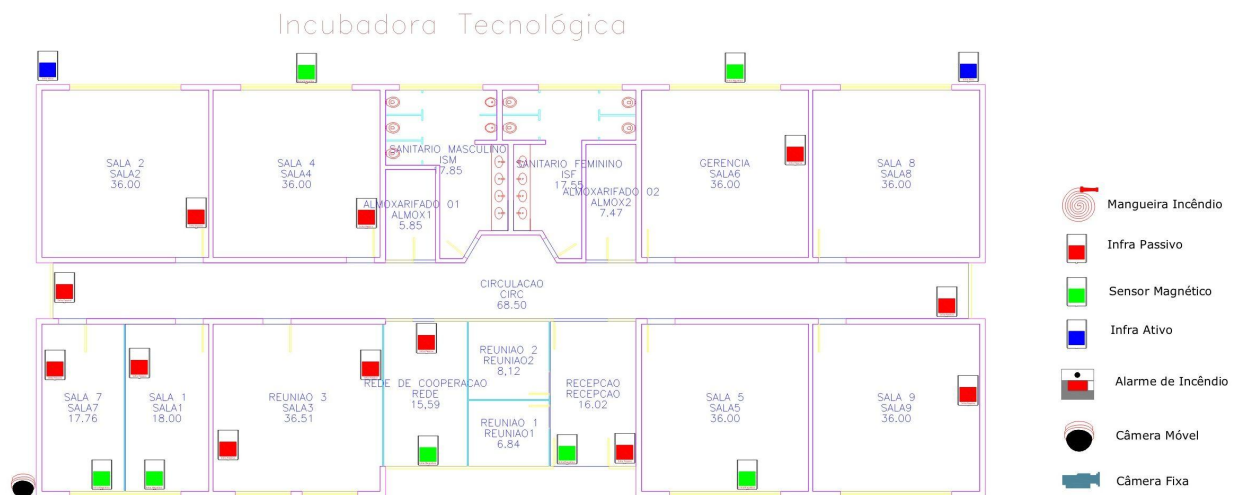 Incubadora Tecnológica
SALA 2
SALA2
36.00
SALA 4
SALA4
36.00
SANITARIO MASCULINO
ISM
17.85
SANITARIO FEMININO
ISF
17.55
ALMOXARIFADO 01
ALMOX1
5.85
ALMOXARIFADO 02
ALMOX2
7.47
GERENCIA
SALA6
36.00
SALA 8
SALA8
36.00
CIRCULACAO
CIRC
68.50
SALA 7
SALA7
17.76
SALA 1
SALA1
18.00
REUNIAO 3
SALA3
36.51
REDE DE COOPERACAO
REDE
15,59
REUNIAO 2
REUNIAO2
8,12
REUNIAO 1
REUNIAO1
6.84
RECEPCAO
RECEPCAO
16.02
SALA 5
SALA5
36.00
SALA 9
SALA9
36.00
Mangueira Incêndio
Infra Passivo
Sensor Magnético
Infra Ativo
Alarme de Incêndio
Câmera Móvel
Câmera Fixa